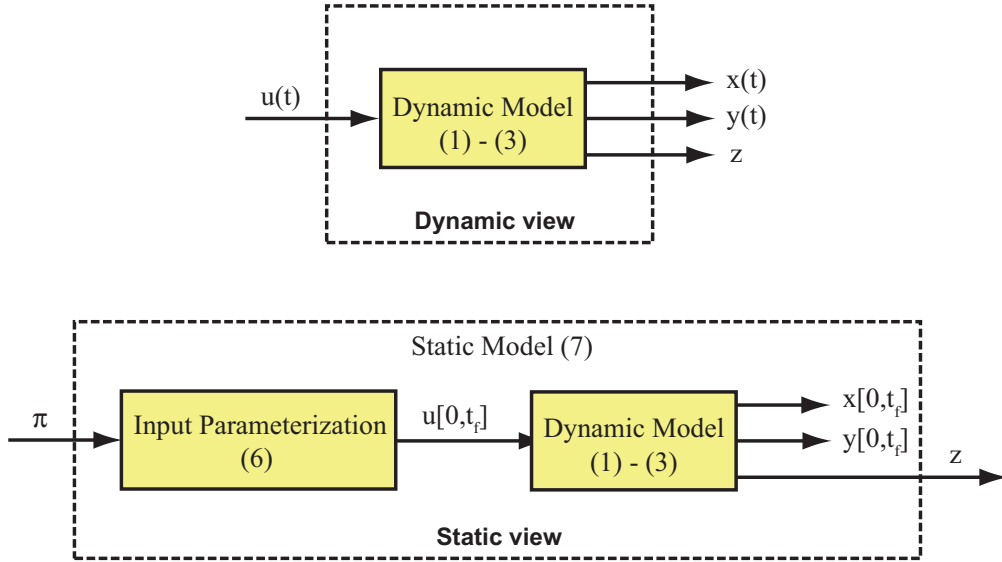 u(t)
Dynamic Model
(1) - (3)
x(t)
y(t)
z
Dynamic view
Static Model (7)
π
Input Parameterization
(6)
u[0,t_f]
Dynamic Model
(1) - (3)
x[0,t_f]
y[0,t_f]
z
Static view